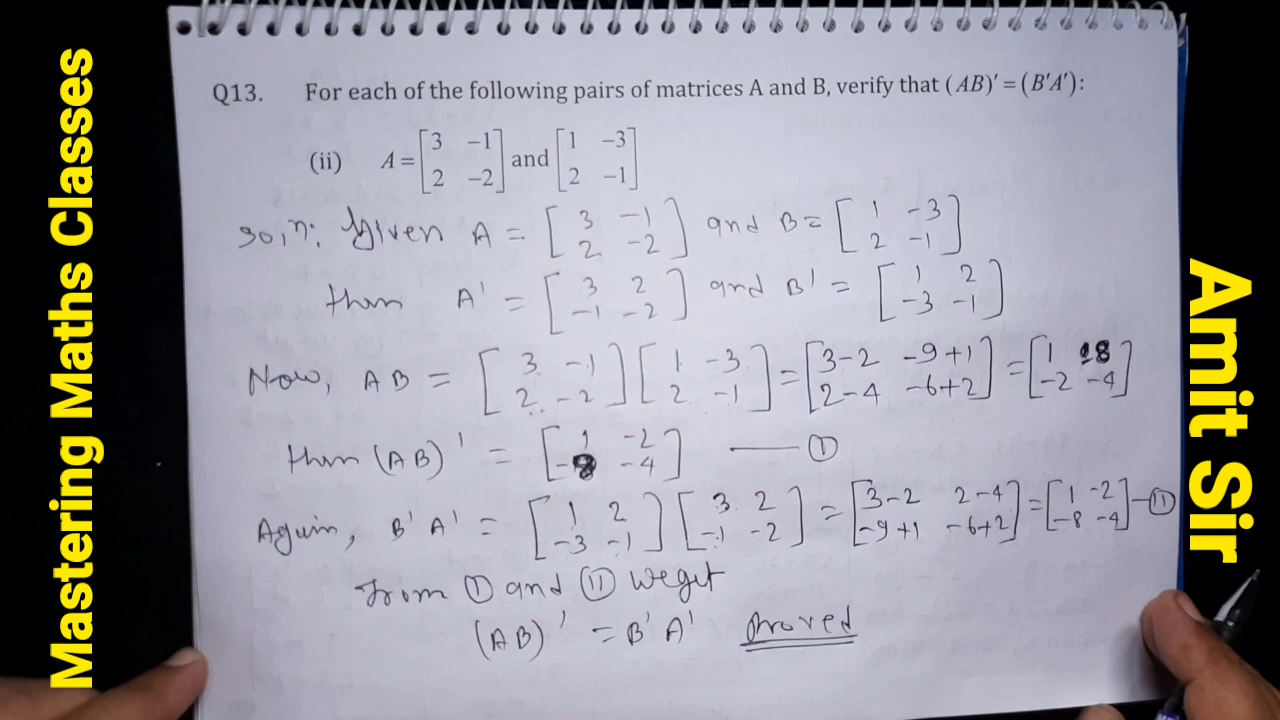 Mastering Maths Classes
Q13. For each of the following pairs of matrices A and B, verify that (AB)′ = (B′A′):
(ii) A = [3 −1; 2 −2] and [1 −3; 2 −1]
Soln: Given A = [3 −1; 2 −2] and B = [1 −3; 2 −1]
then A' = [3 2; −1 −2] and B' = [1 2; −3 −1]
Now, AB = [3 −1; 2 −2] [1 −3; 2 −1] = [3−2 −9+1; 2−4 −6+2] = [1 -8; −2 −4]
then (AB)' = [1 −2; −8 −4] —— (I)
Again, B'A' = [1 2; −3 −1] [3 2; −1 −2] = [3−2 2−4; −9+1 −6+2] = [1 −2; −8 −4] — (II)
From (I) and (II) we get
(AB)' = B'A' Proved
Amit Sir